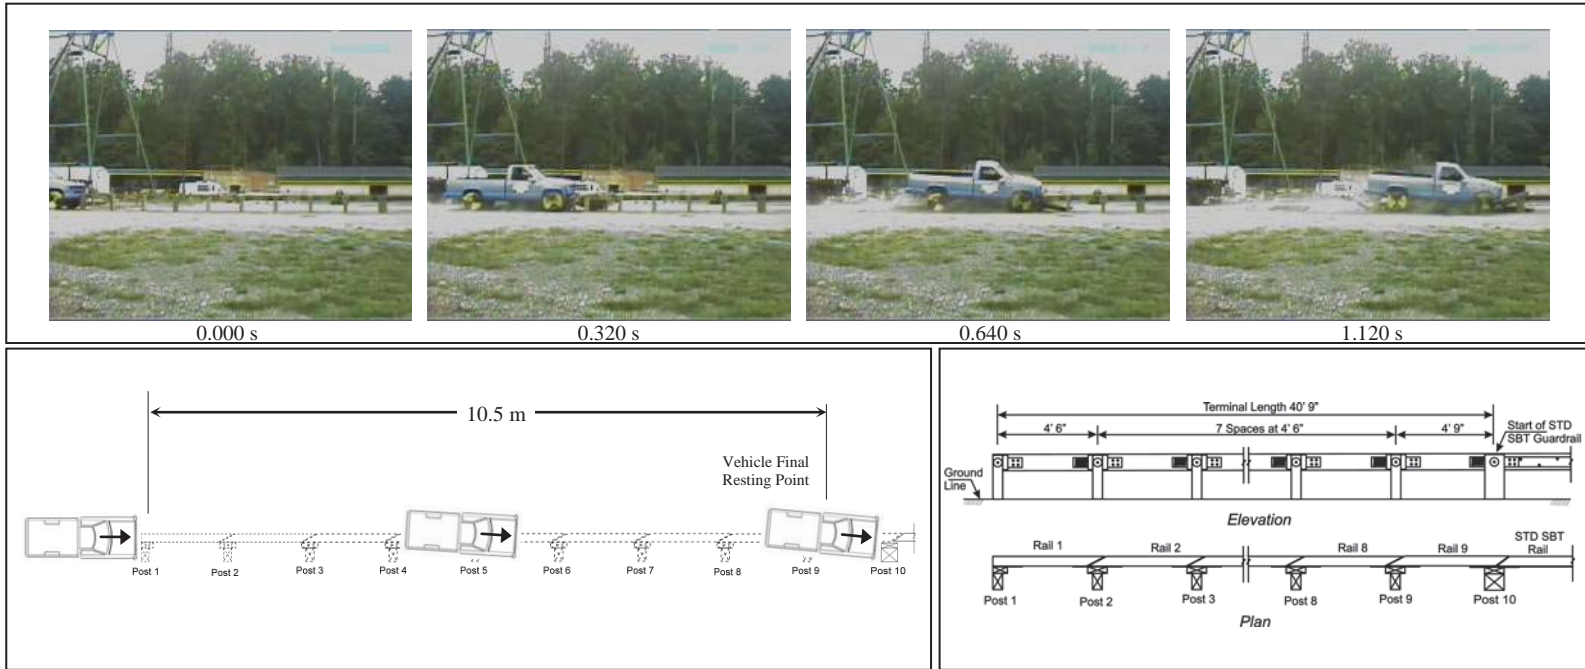 0.000 s
0.320 s
0.640 s
1.120 s
10.5 m
Vehicle Final
Resting Point
Post 1
Post 2
Post 3
Post 4
Post 5
Post 6
Post 7
Post 8
Post 9
Post 10
Terminal Length 40' 9"
4' 6"
7 Spaces at 4' 6"
4' 9"
Start of STD
SBT Guardrail
Ground
Line
Elevation
Rail 1
Rail 2
Rail 8
Rail 9
STD SBT
Rail
Post 1
Post 2
Post 3
Post 8
Post 9
Post 10
Plan